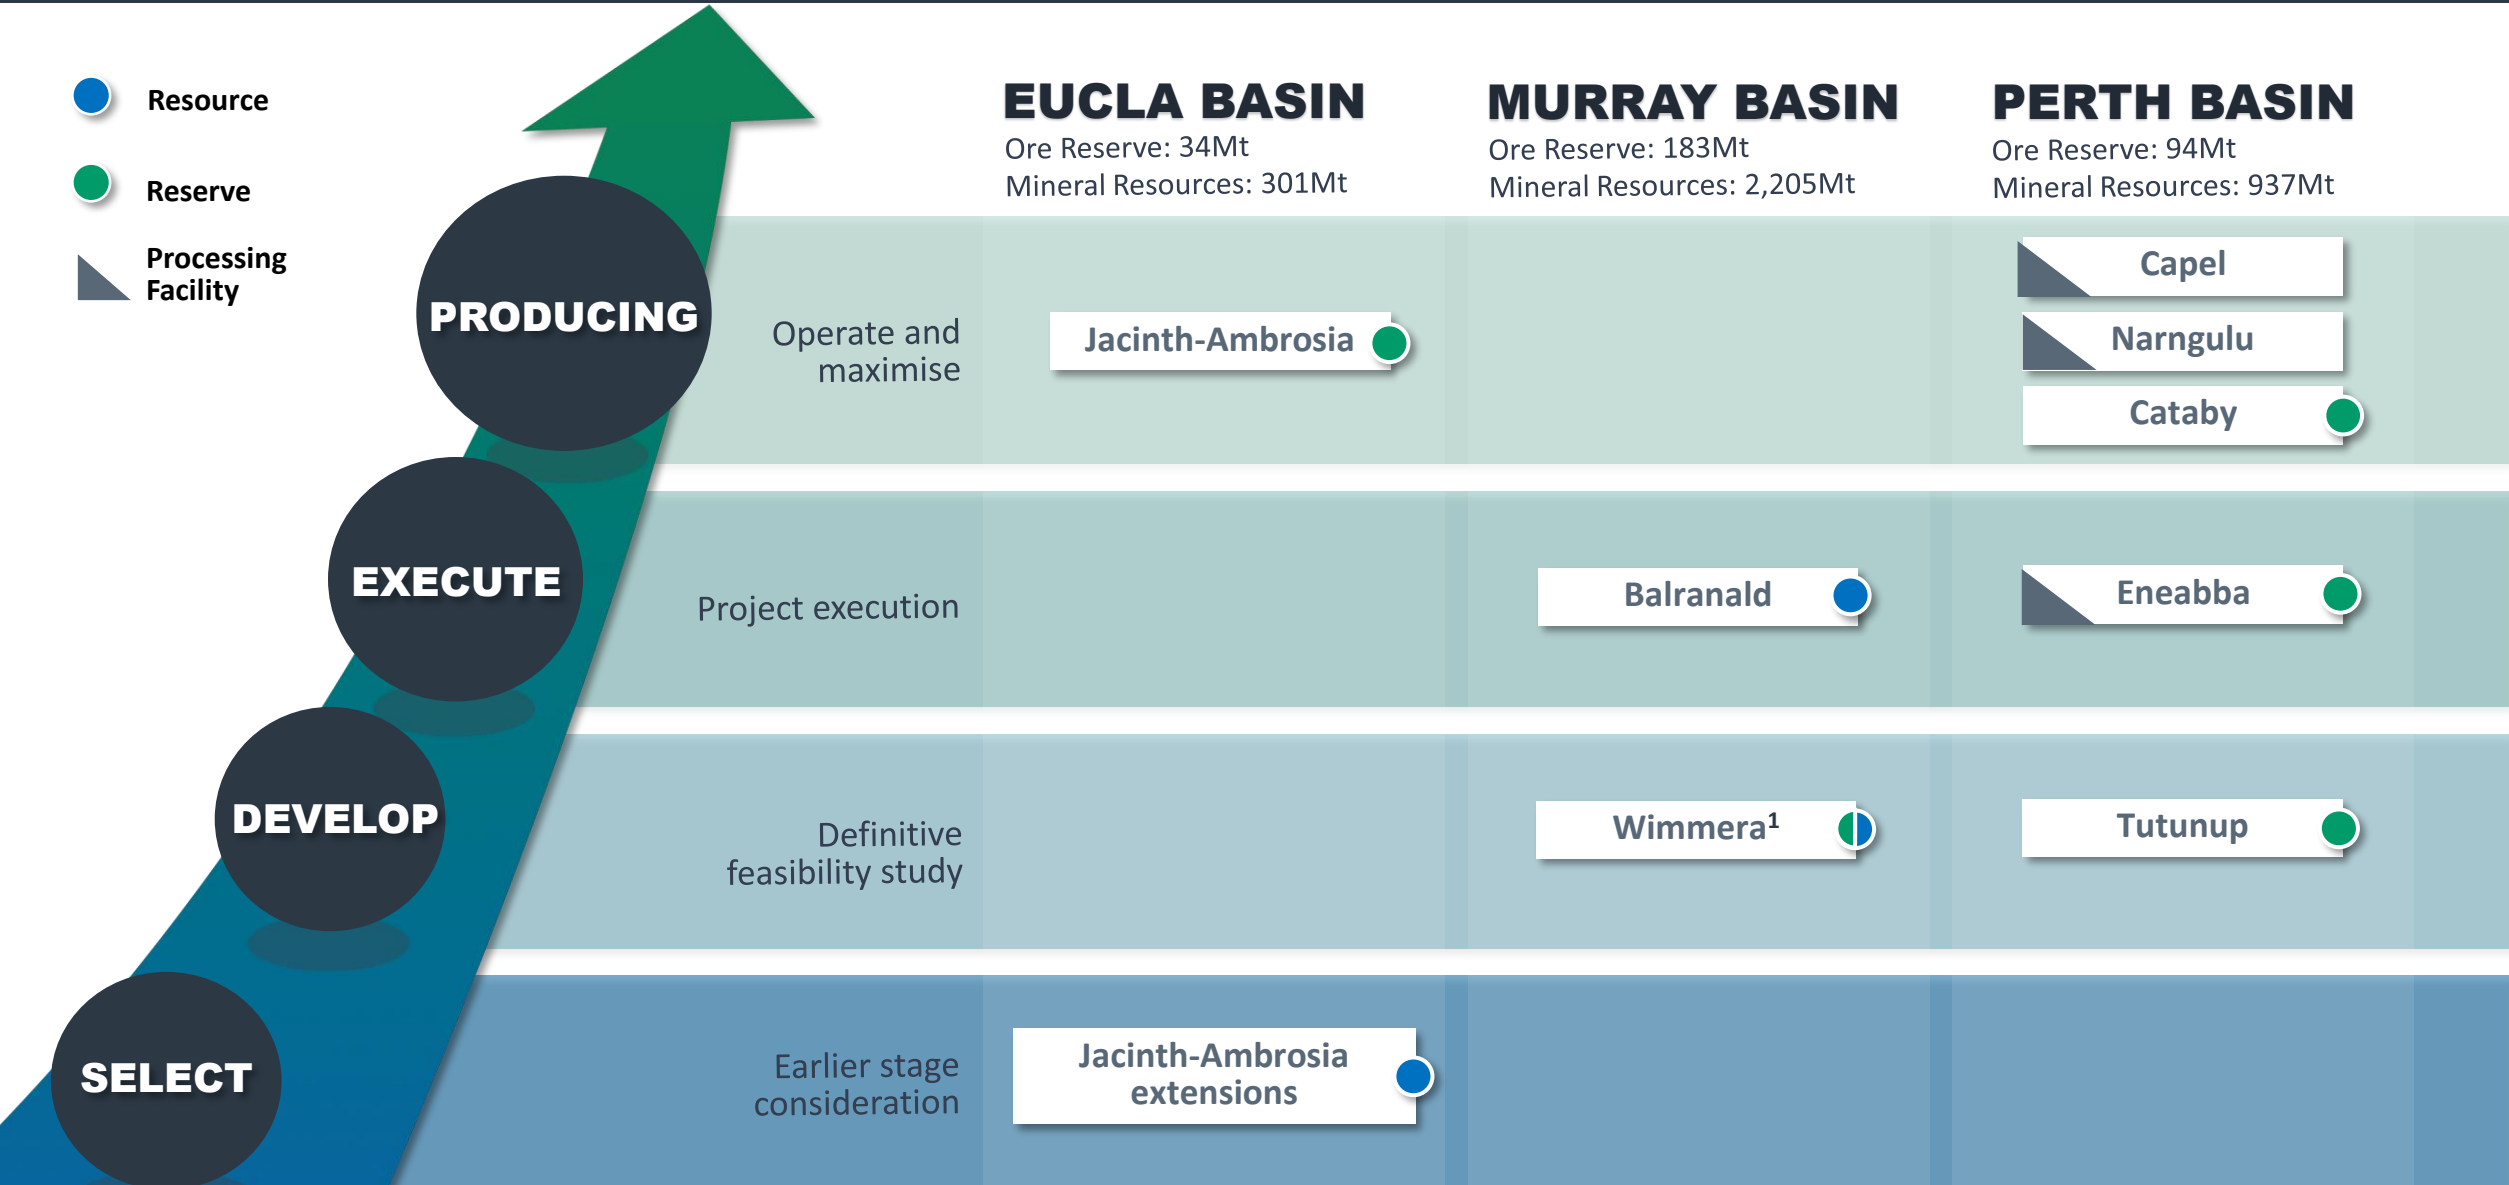 Resource
Reserve
Processing
Facility
EUCLA BASIN
Ore Reserve: 34Mt
Mineral Resources: 301Mt
MURRAY BASIN
Ore Reserve: 183Mt
Mineral Resources: 2,205Mt
PERTH BASIN
Ore Reserve: 94Mt
Mineral Resources: 937Mt
PRODUCING
Operate and
maximise
Jacinth-Ambrosia
Capel
Narngulu
Cataby
EXECUTE
Project execution
Balranald
Eneabba
DEVELOP
Definitive
feasibility study
Wimmera¹
Tutunup
SELECT
Earlier stage
consideration
Jacinth-Ambrosia
extensions